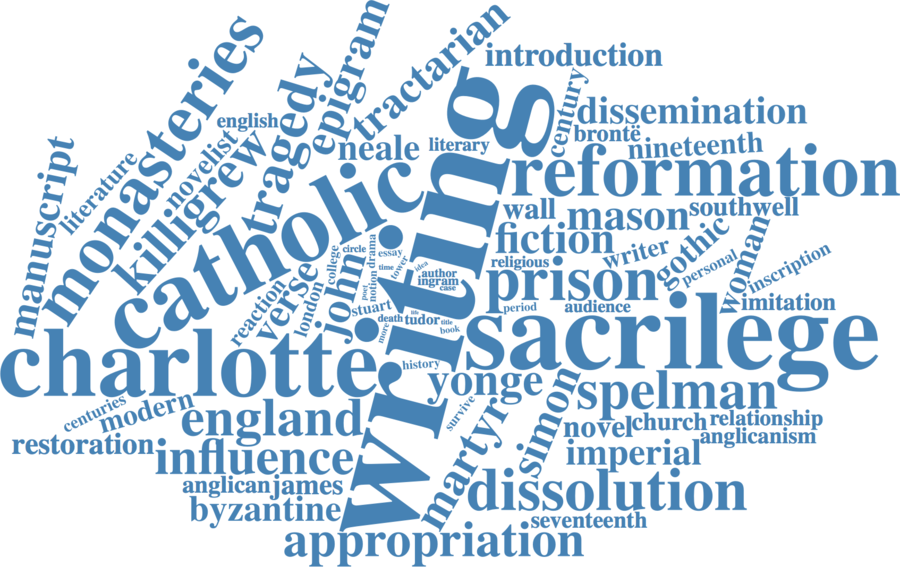 monasteries
epigram
tractarian
introduction
manuscript
literature
novelist
english
killigrew
tragedy
neale
literary
writing
century
dissemination
brontë
nineteenth
catholic
reformation
wall
mason
southwell
fiction
writer
gothic
woman
religious
personal
inscription
prison
period
audience
imitation
reaction
verse
london
college
circle
drama
essay
john
time
tower
idea
author
notion
poet
ingram
case
stuart
life
death
tudor
title
book
more
history
charlotte
sacrilege
yonge
spelman
centuries
modern
england
survive
martyr
simon
novel
church
relationship
anglicanism
restoration
influence
imperial
anglican
james
dissolution
byzantine
seventeenth
appropriation